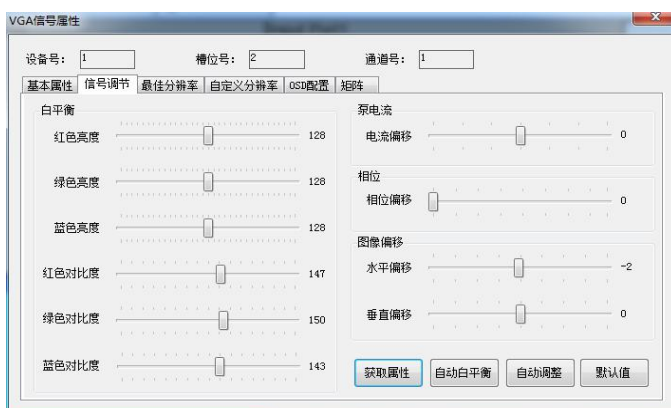 VGA信号属性
设备号: 1 槽位号: 2 通道号: 1
基本属性 信号调节 最佳分辨率 自定义分辨率 OSD配置 矩阵
白平衡
红色亮度 128
绿色亮度 128
蓝色亮度 128
红色对比度 147
绿色对比度 150
蓝色对比度 143
泵电流
电流偏移 0
相位
相位偏移 0
图像偏移
水平偏移 -2
垂直偏移 0
获取属性 自动白平衡 自动调整 默认值